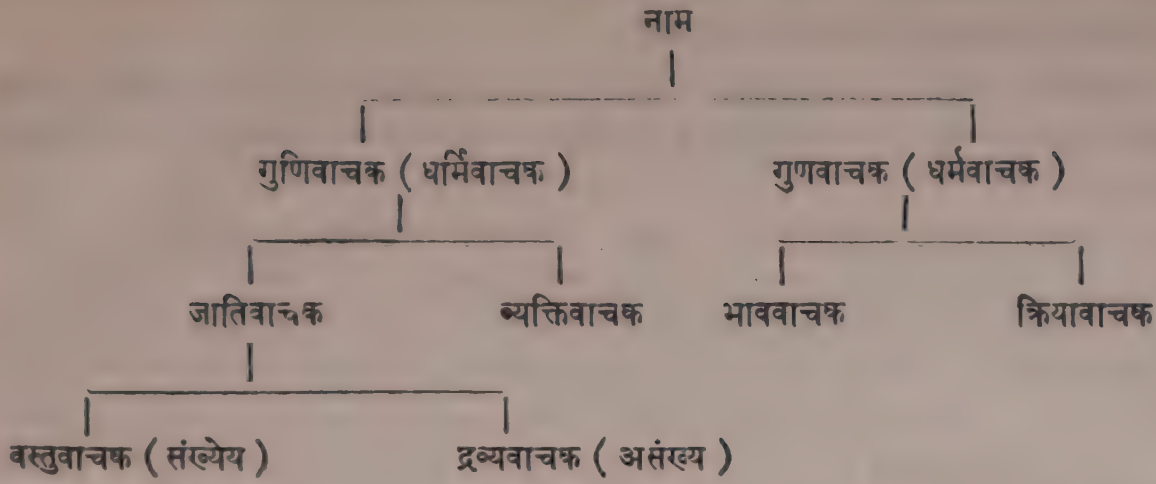 नाम
गुणिवाचक ( धर्मिवाचक ) गुणवाचक ( धर्मवाचक )
जातिवाचक व्यक्तिवाचक भाववाचक क्रियावाचक
वस्तुवाचक ( संख्येय ) द्रव्यवाचक ( असंख्य )